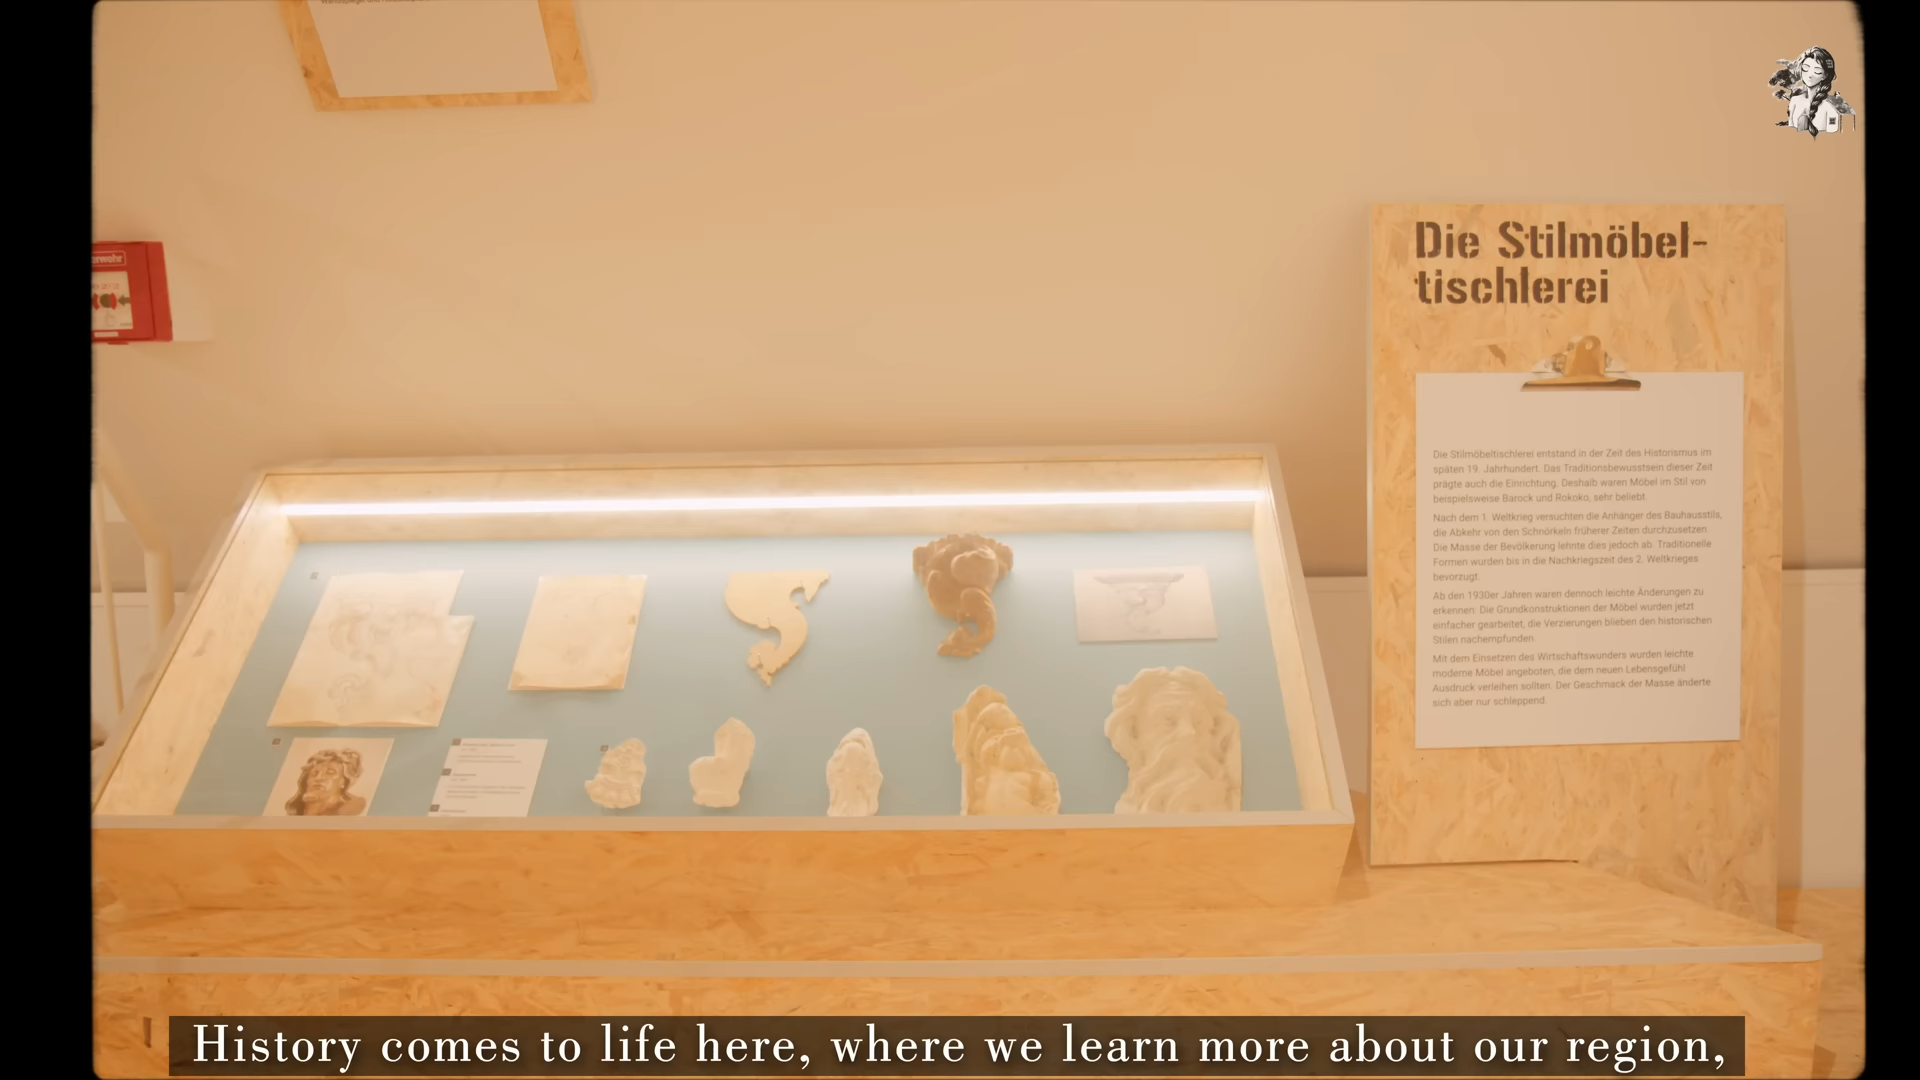 erwehr
Die Stilmöbel-
tischlerei
Die Stilmöbeltischlerei entstand in der Zeit des Historismus im
späten 19. Jahrhundert. Das Traditionsbewusstsein dieser Zeit
prägte auch die Einrichtung. Deshalb waren Möbel im Stil von
beispielsweise Barock und Rokoko, sehr beliebt.
Nach dem 1. Weltkrieg versuchten die Anhänger des Bauhausstils,
die Abkehr von den Schnörkeln früherer Zeiten durchzusetzen.
Die Masse der Bevölkerung lehnte dies jedoch ab. Traditionelle
Formen wurden bis in die Nachkriegszeit des 2. Weltkrieges
bevorzugt.
Ab den 1930er Jahren waren dennoch leichte Änderungen zu
erkennen: Die Grundkonstruktionen der Möbel wurden jetzt
einfacher gearbeitet, die Verzierungen blieben den historischen
Stilen nachempfunden.
Mit dem Einsetzen des Wirtschaftswunders wurden leichte
moderne Möbel angeboten, die dem neuen Lebensgefühl
Ausdruck verleihen sollten. Der Geschmack der Masse änderte
sich aber nur schleppend.
History comes to life here, where we learn more about our region,